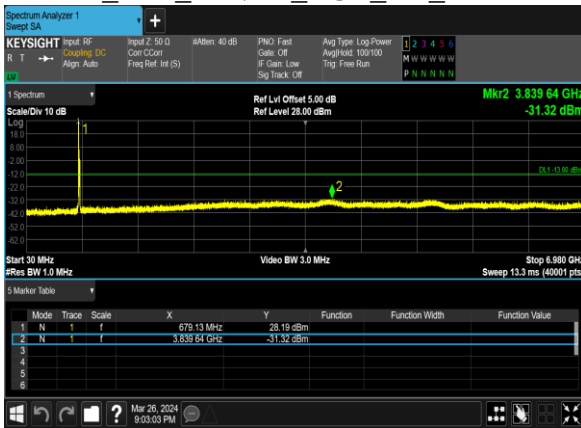 Spectrum Analyzer 1
Swept SA
+
KEYSIGHT Input: RF Input Z: 50 Ω #Atten: 40 dB PNO: Fast Avg Type: Log-Power 1 2 3 4 5 6
R T Coupling: DC Corr CCorr Gate: Off Avg|Hold: 100/100 M W W W W W
Align: Auto Freq Ref: Int (S) IF Gain: Low Trig: Free Run
LV Sig Track: Off P N N N N N
1 Spectrum Ref Lvl Offset 5.00 dB Mkr2 3.839 64 GHz
Scale/Div 10 dB Ref Level 28.00 dBm -31.32 dBm
Log
18.0
8.00
-2.00
-12.0
-22.0
-32.0
-42.0
-52.0
-62.0
1
2
DL1 -13.00 dBm
Start 30 MHz Video BW 3.0 MHz Stop 6.980 GHz
#Res BW 1.0 MHz Sweep 13.3 ms (40001 pts
5 Marker Table
Mode Trace Scale X Y Function Function Width Function Value
1 N 1 f 679.13 MHz 28.19 dBm
2 N 1 f 3.839 64 GHz -31.32 dBm
3
4
5
6
? Mar 26, 2024
9:03:03 PM